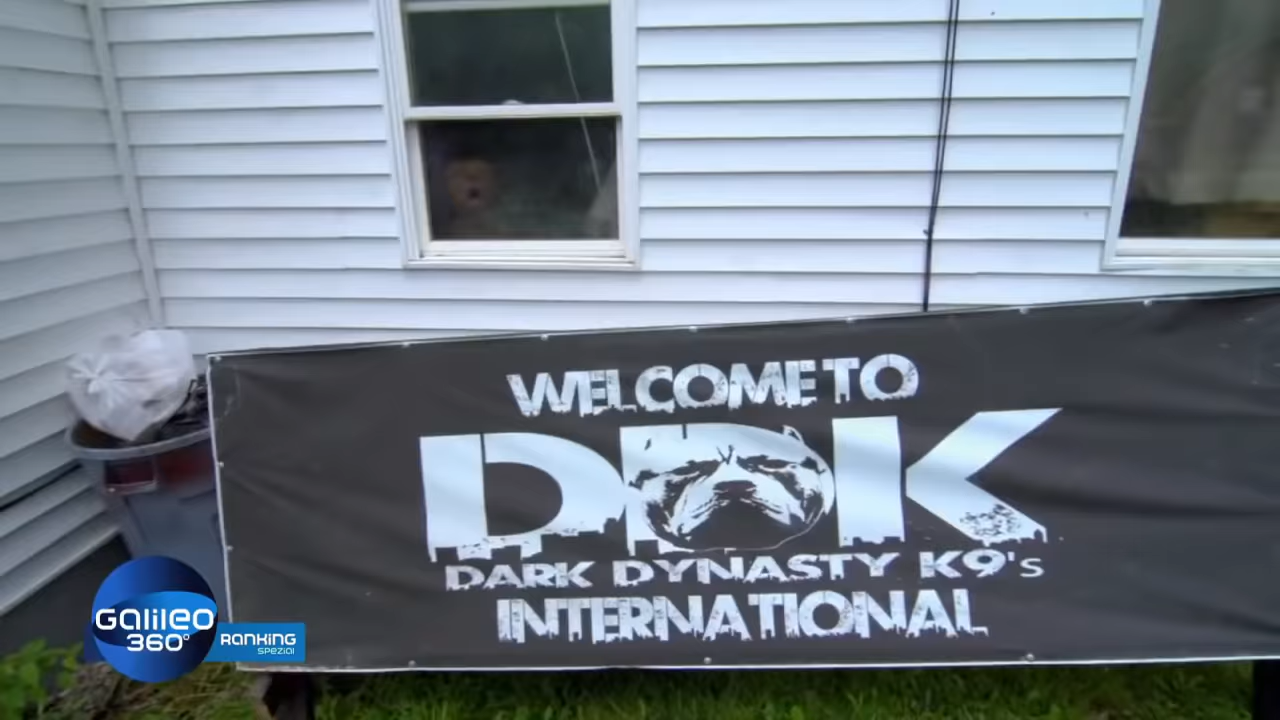 WELCOME TO
DDK
DARK DYNASTY K9's
INTERNATIONAL
Galileo
360°
RANKING
SPEZIAL